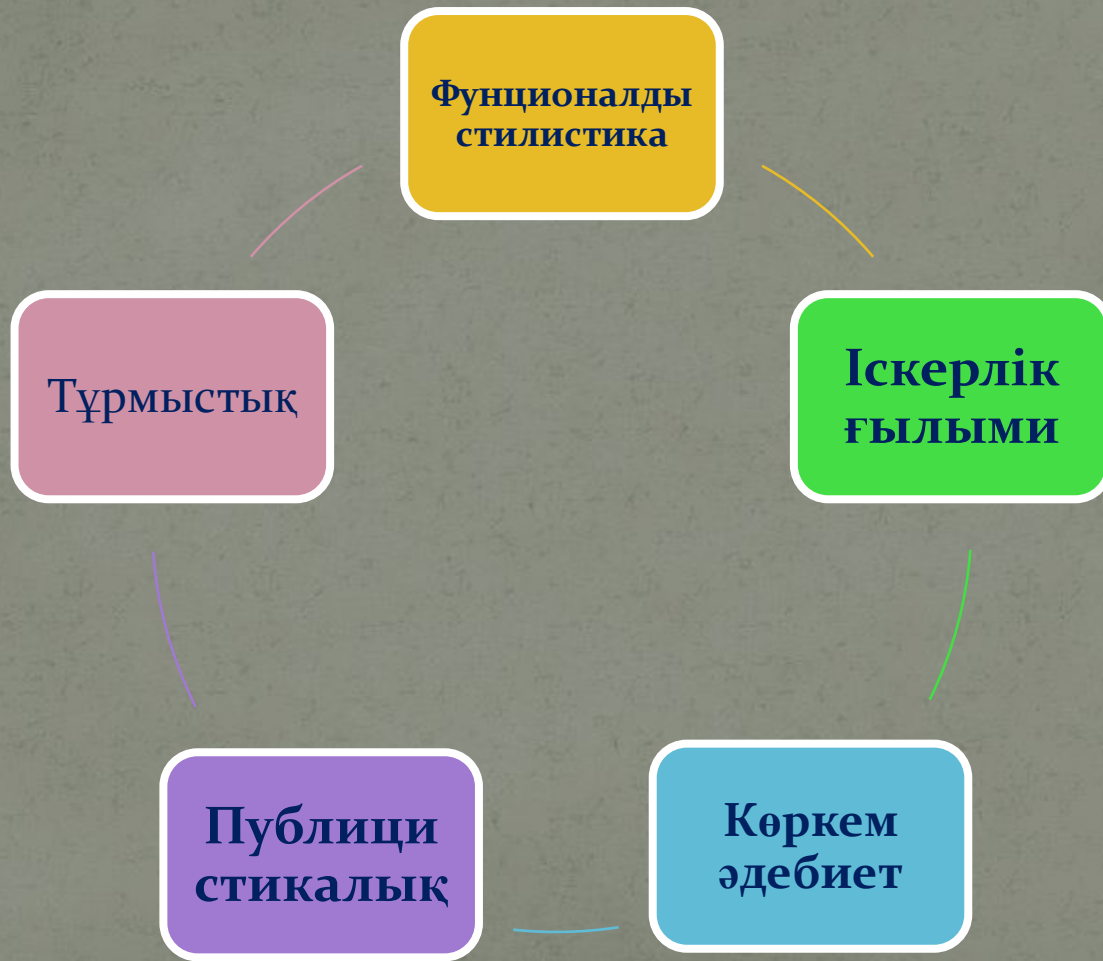 Фунционалды
стилистика
Іскерлік
ғылыми
Көркем
әдебиет
Публици
стикалық
Тұрмыстық